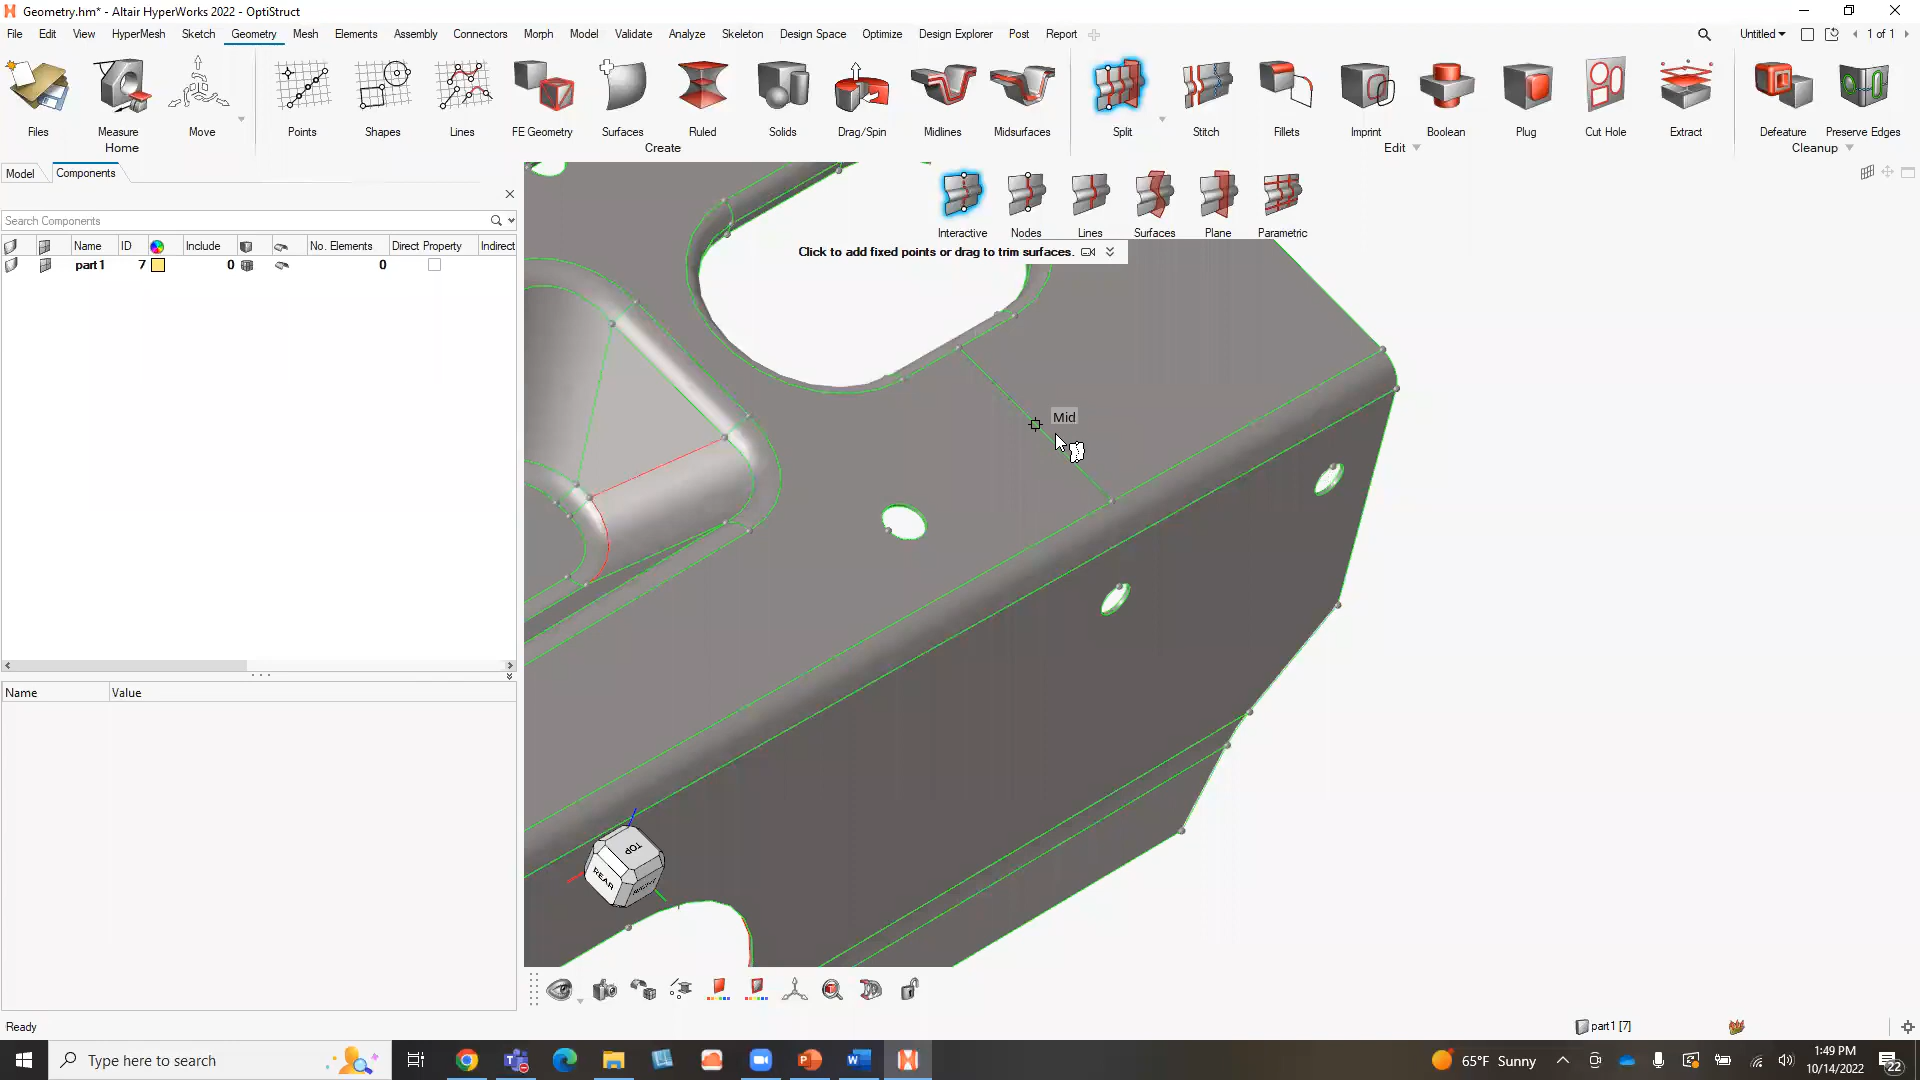 Geometry.hm* - Altair HyperWorks 2022 - OptiStruct
File Edit View HyperMesh Sketch Geometry Mesh Elements Assembly Connectors Morph Model Validate Analyze Skeleton Design Space Optimize Design Explorer Post Report Untitled 1 of 1
Files Measure Move Points Shapes Lines FE Geometry Surfaces Ruled Solids Drag/Spin Midlines Midsurfaces Split Stitch Fillets Imprint Boolean Plug Cut Hole Extract Defeature Preserve Edges
Home Create Edit Cleanup
Model Components
Search Components
Name ID Include No. Elements Direct Property Indirect
part1 7 0 0
Name Value
Interactive Nodes Lines Surfaces Plane Parametric
Click to add fixed points or drag to trim surfaces.
Mid
TOP
REAR
Ready
part1 [7]
Type here to search
65°F Sunny
1:49 PM
10/14/2022
22